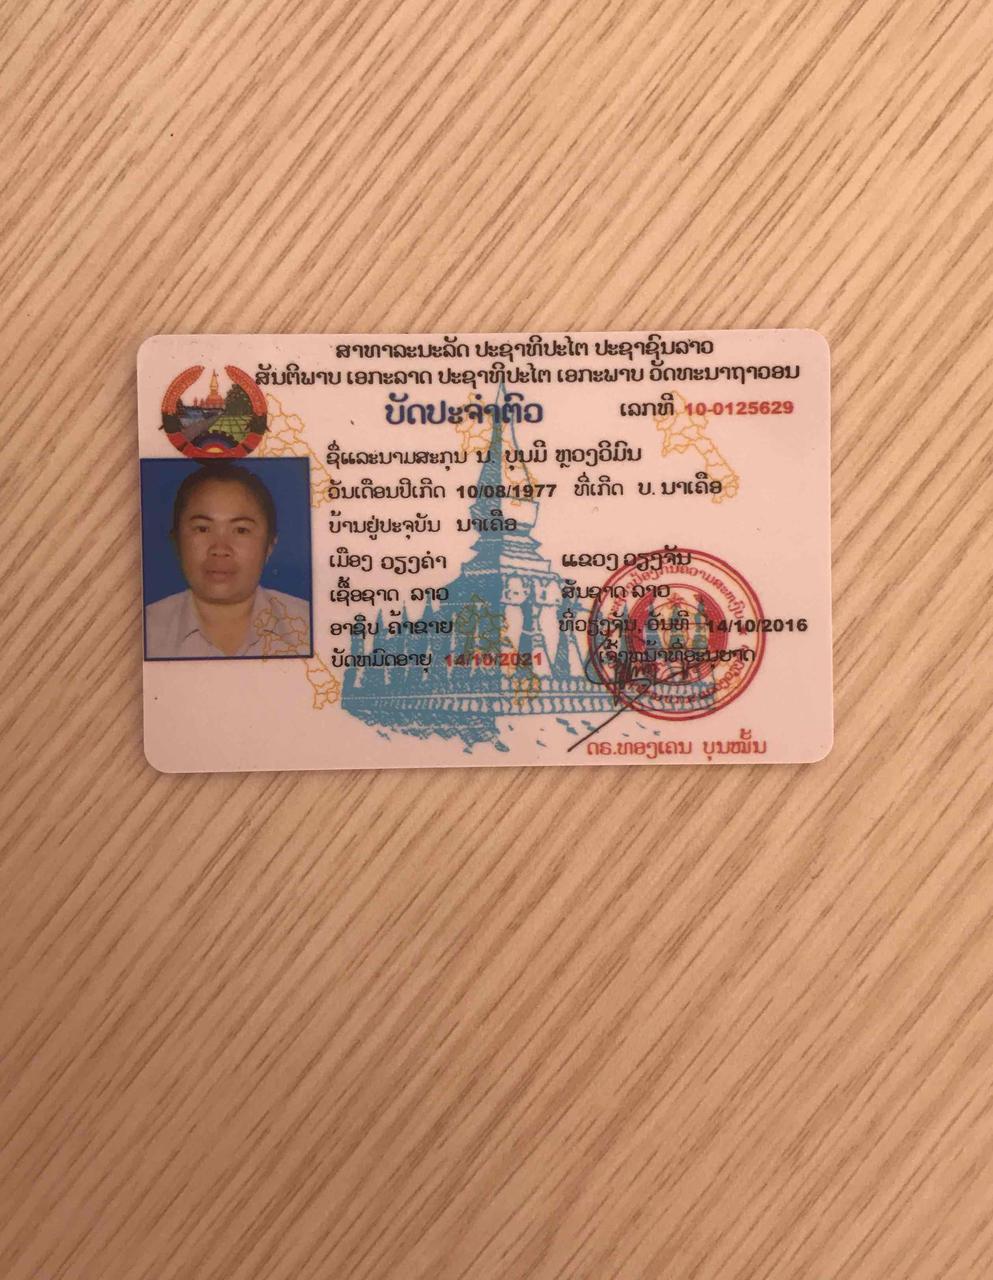 ສາທາລະນະລັດ ປະຊາທິປະໄຕ ປະຊາຊົນລາວ
ສັນຕິພາບ ເອກະລາດ ປະຊາທິປະໄຕ ເອກະພາບ ວັດທະນາຖາວອນ
ບັດປະຈຳຕົວ ເລກທີ 10-0125629
ຊື່ແລະນາມສະກຸນ ນ. ບຸນມີ ຫຼວງວິມົນ
ວັນເດືອນປີເກີດ 10/08/1977 ທີ່ເກີດ ບ. ນາເຄືອ
ບ້ານຢູ່ປະຈຸບັນ ນາເຄືອ
ເມືອງ ວຽງຄຳ ແຂວງ ວຽງຈັນ
ເຊື້ອຊາດ ລາວ ສັນຊາດ ລາວ
ອາຊີບ ຄ້າຂາຍ ທີ່ວຽງຈັນ, ວັນທີ 14/10/2016
ບັດຫມົດອາຍຸ 14/10/2021 ເຈົ້າຫນ້າທີ່ອະນຸຍາດ
ດຣ.ທອງເຄນ ບຸນໝັ້ນ